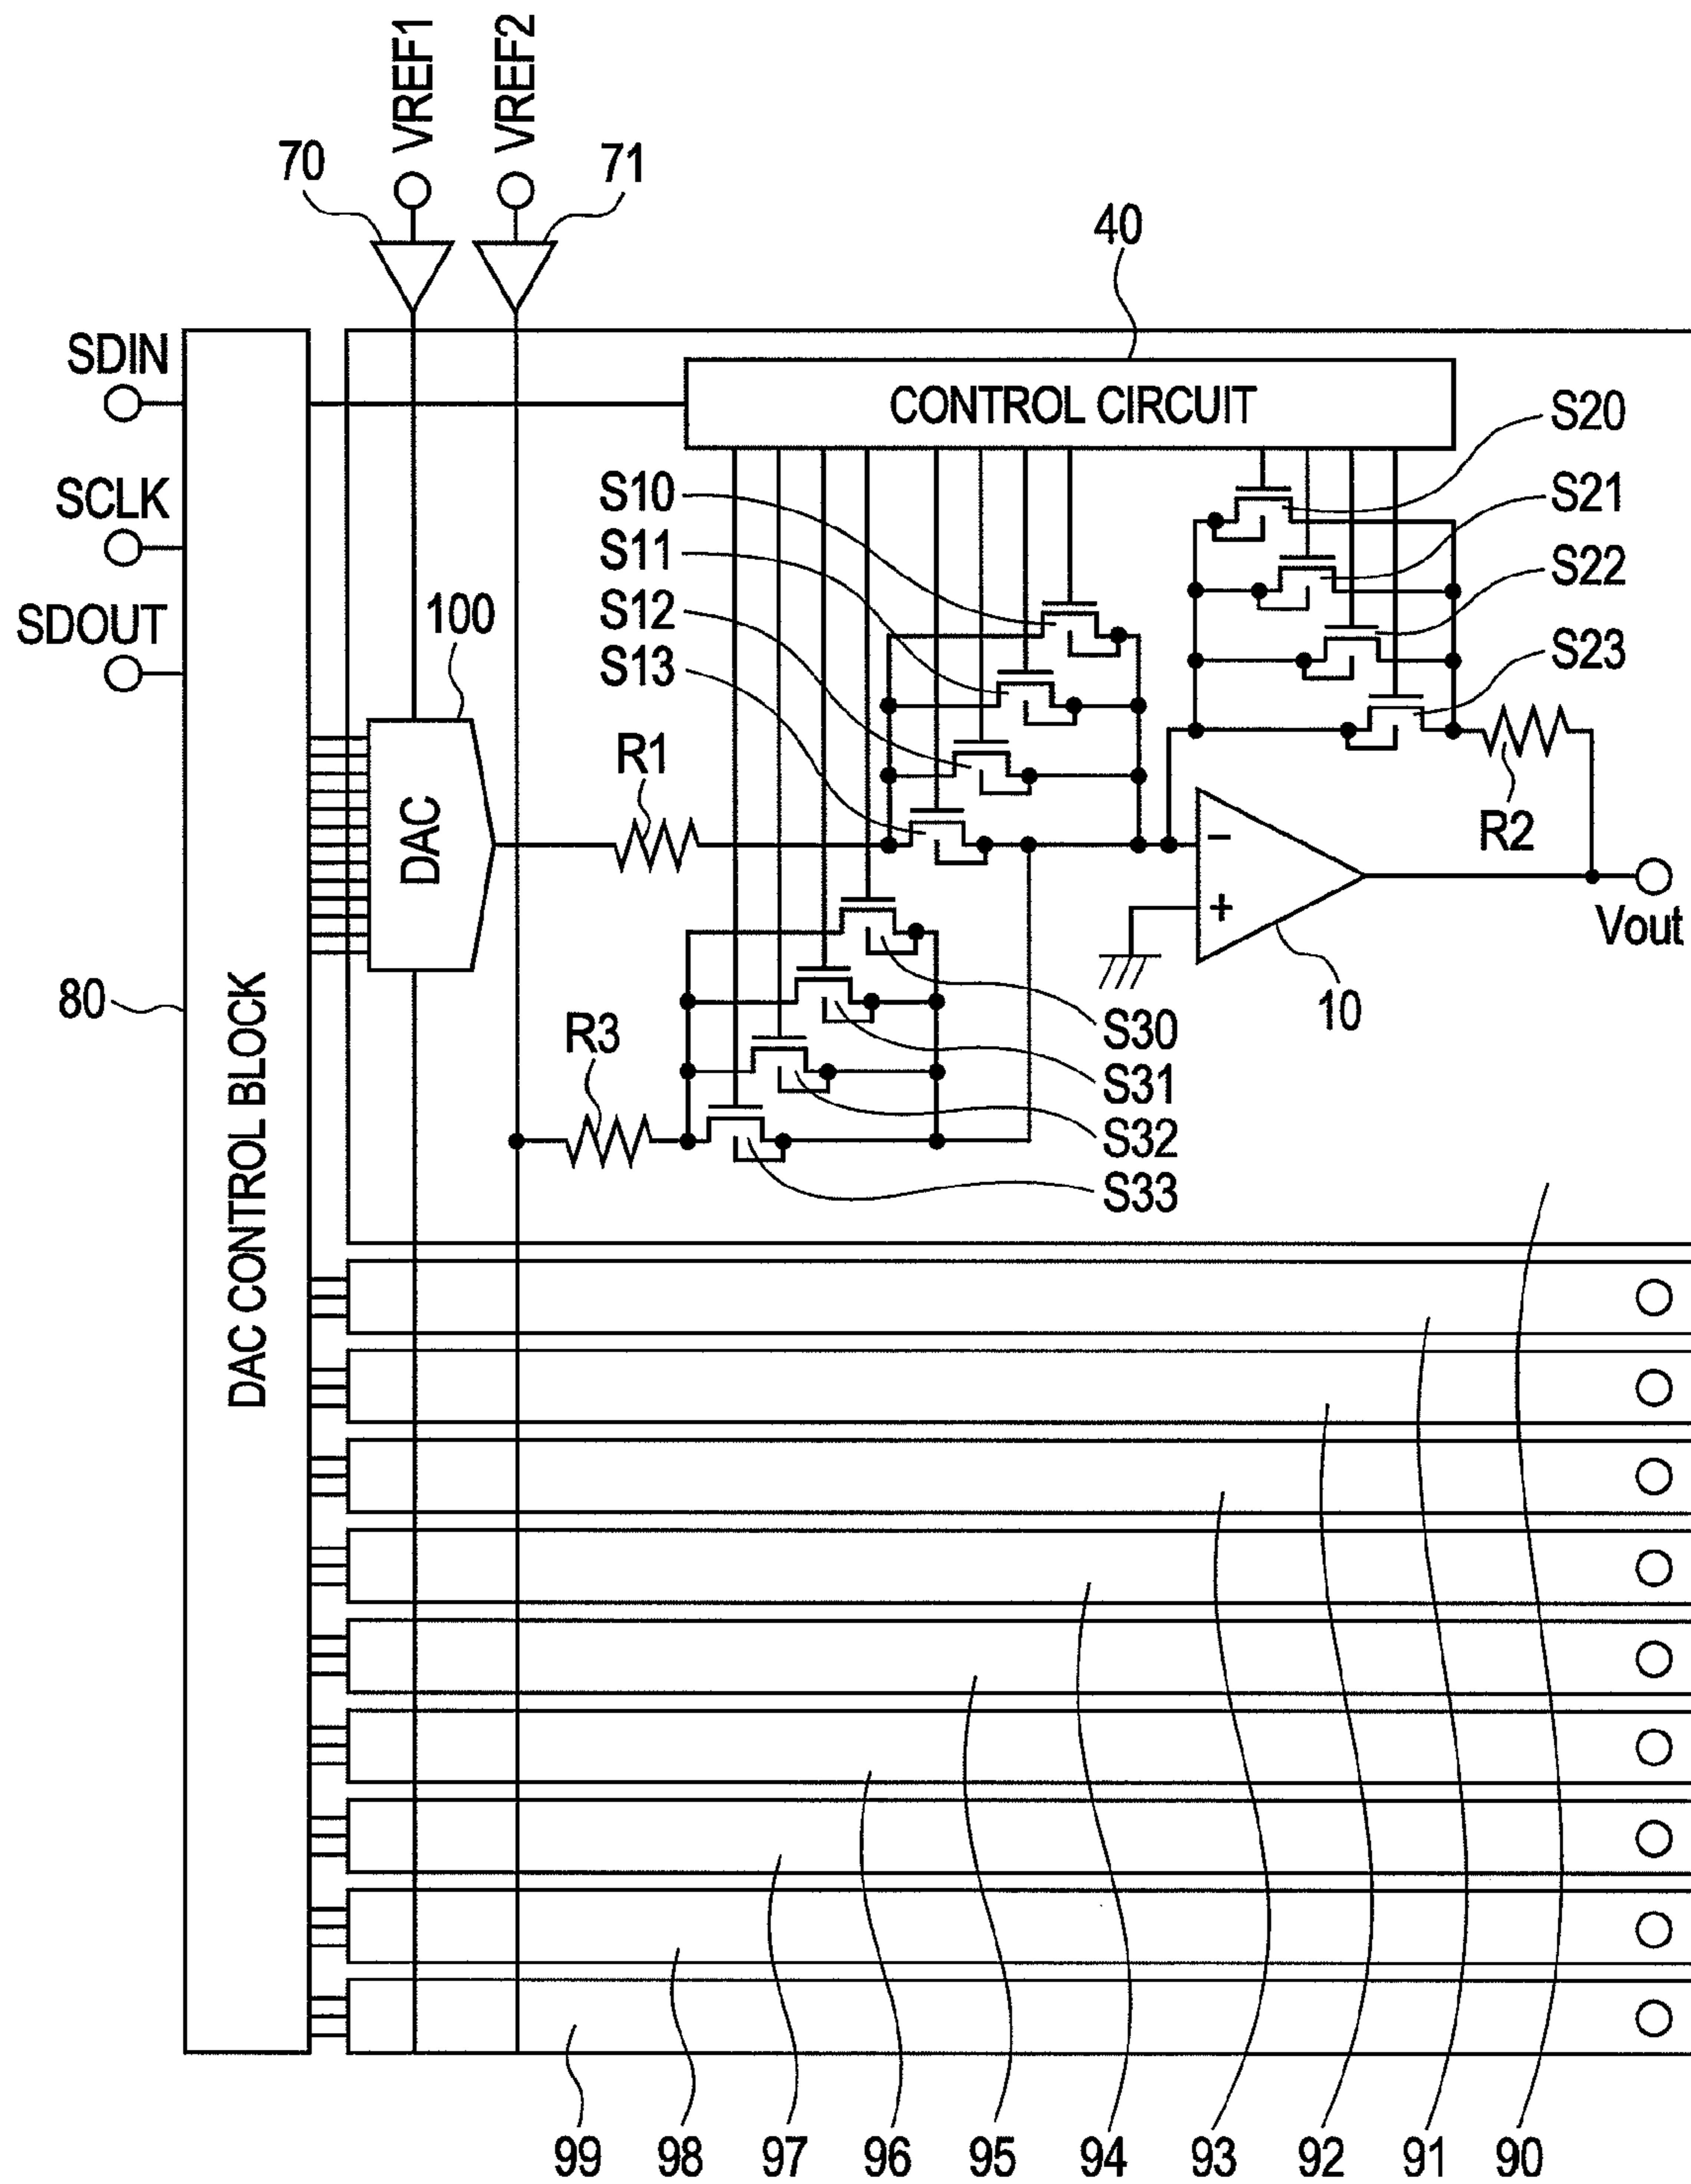 VREF1
VREF2
70
71
40
SDIN
CONTROL CIRCUIT
S20
SCLK
S10
S21
S11
S22
SDOUT
100
S12
S23
S13
R1
DAC
R2
Vout
80
DAC CONTROL BLOCK
10
R3
S30
S31
S32
S33
−
+
99 98 97 96 95 94 93 92 91 90